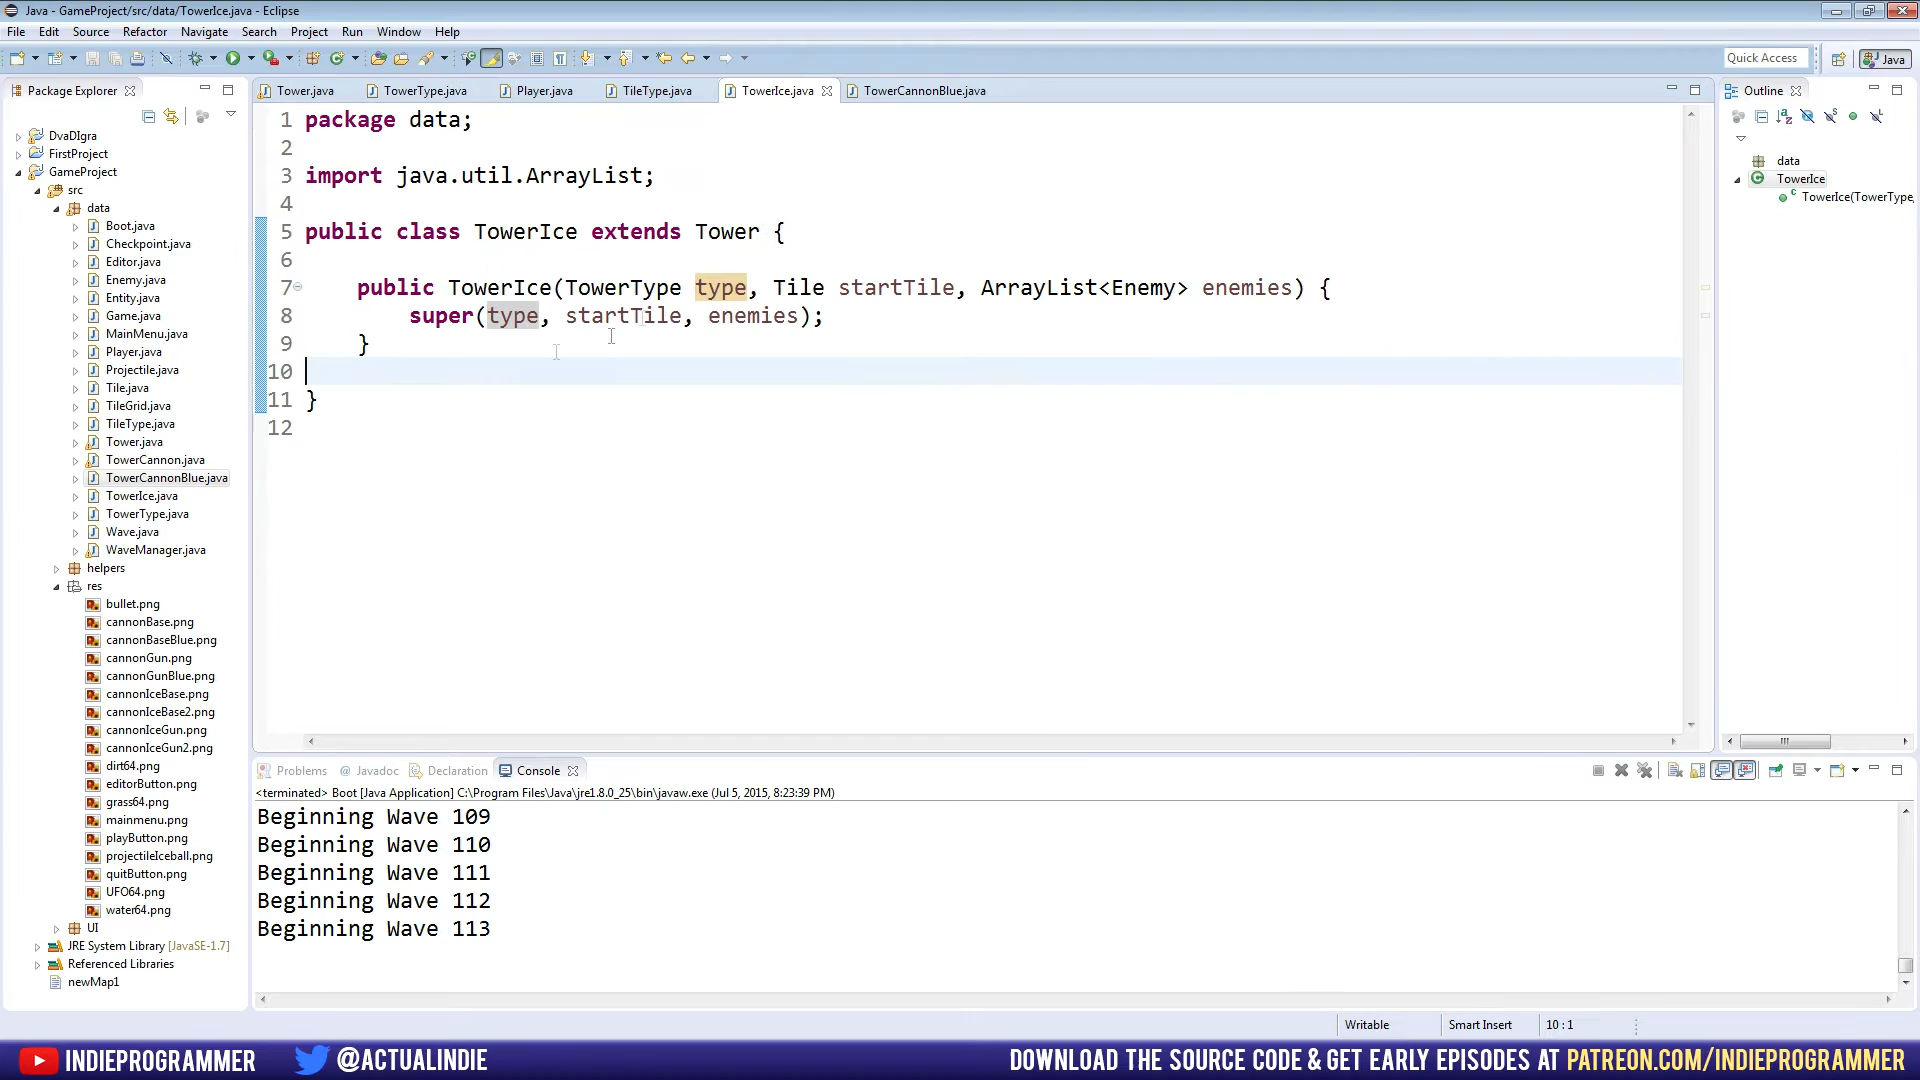 Java - GameProject/src/data/TowerIce.java - Eclipse
File Edit Source Refactor Navigate Search Project Run Window Help
Quick Access
Java
Package Explorer
DvaDIgra
FirstProject
GameProject
src
data
Boot.java
Checkpoint.java
Editor.java
Enemy.java
Entity.java
Game.java
MainMenu.java
Player.java
Projectile.java
Tile.java
TileGrid.java
TileType.java
Tower.java
TowerCannon.java
TowerCannonBlue.java
TowerIce.java
TowerType.java
Wave.java
WaveManager.java
helpers
res
bullet.png
cannonBase.png
cannonBaseBlue.png
cannonGun.png
cannonGunBlue.png
cannonIceBase.png
cannonIceBase2.png
cannonIceGun.png
cannonIceGun2.png
dirt64.png
editorButton.png
grass64.png
mainmenu.png
playButton.png
projectileIceball.png
quitButton.png
UFO64.png
water64.png
UI
JRE System Library [JavaSE-1.7]
Referenced Libraries
newMap1
Tower.java TowerType.java Player.java TileType.java TowerIce.java TowerCannonBlue.java
1 package data;
2
3 import java.util.ArrayList;
4
5 public class TowerIce extends Tower {
6
7 public TowerIce(TowerType type, Tile startTile, ArrayList<Enemy> enemies) {
8 super(type, startTile, enemies);
9 }
10
11 }
12
Outline
data
TowerIce
TowerIce(TowerType,
Problems @ Javadoc Declaration Console
<terminated> Boot [Java Application] C:\Program Files\Java\jre1.8.0_25\bin\javaw.exe (Jul 5, 2015, 8:23:39 PM)
Beginning Wave 109
Beginning Wave 110
Beginning Wave 111
Beginning Wave 112
Beginning Wave 113
Writable Smart Insert 10 : 1
INDIEPROGRAMMER @ACTUALINDIE DOWNLOAD THE SOURCE CODE & GET EARLY EPISODES AT PATREON.COM/INDIEPROGRAMMER